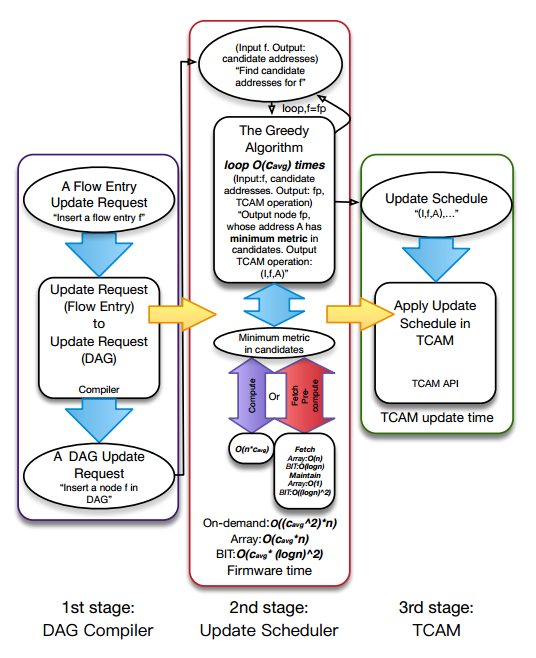 A Flow Entry
Update Request
“Insert a flow entry f”
Update Request
(Flow Entry)
to
Update Request
(DAG)
Compiler
A DAG Update
Request
“Insert a node f in
DAG”
(Input f. Output:
candidate addresses)
“Find candidate
addresses for f”
loop,f=fp
The Greedy
Algorithm
loop O(cavg) times
(Input:f, candidate
addresses. Output: fp,
TCAM operation)
“Output node fp,
whose address A has
minimum metric in
candidates. Output
TCAM operation:
(I,f,A)”
Minimum metric
in candidates
Compute
Or
Fetch
Pre-
compute
O(n*cavg)
Fetch
Array:O(n)
BIT:O(logn)
Maintain
Array:O(1)
BIT:O((logn)^2)
On-demand:O((cavg^2)*n)
Array:O(cavg*n)
BIT:O(cavg* (logn)^2)
Firmware time
Update Schedule
“(I,f,A),...”
Apply Update
Schedule in
TCAM
TCAM API
TCAM update time
1st stage:
DAG Compiler
2nd stage:
Update Scheduler
3rd stage:
TCAM